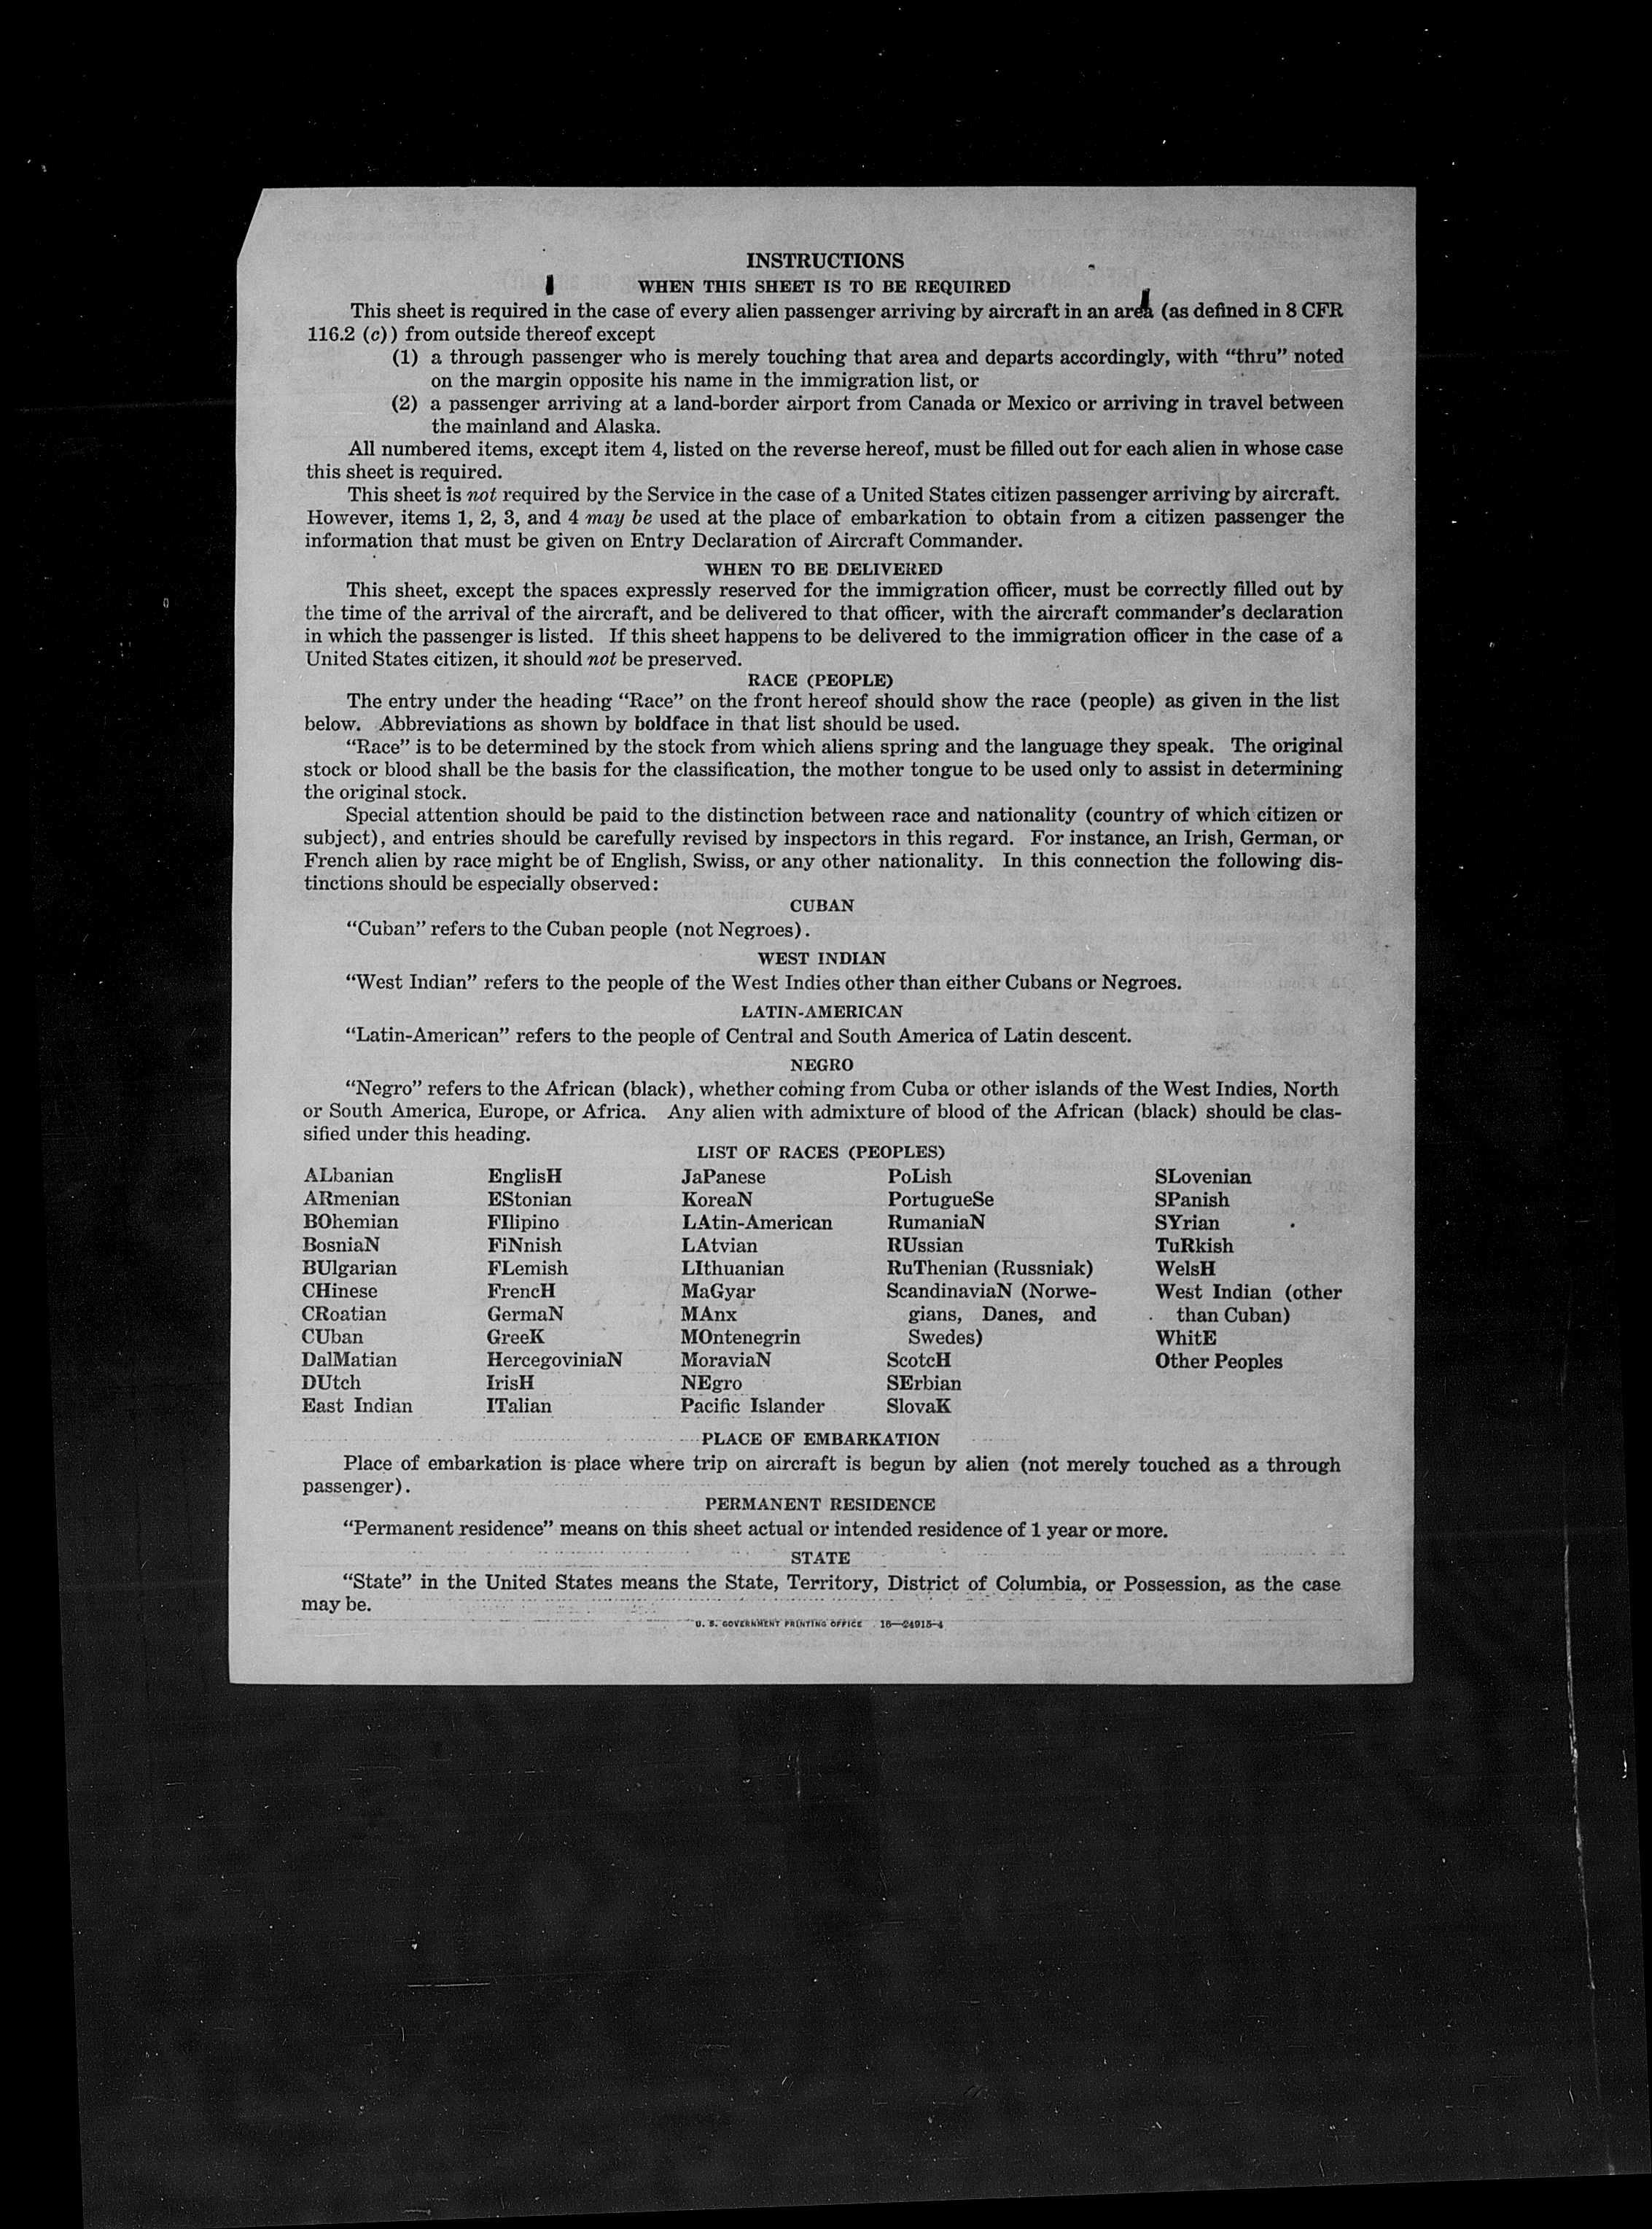 INSTRUCTIONS
WHEN THIS SHEET IS TO BE REQUIRED
This sheet is required in the case of every alien passenger arriving by aircraft in an area (as defined in 8 CFR
116.2 (c)) from outside thereof except
(1) a through passenger who is merely touching that area and departs accordingly, with “thru” noted
on the margin opposite his name in the immigration list, or
(2) a passenger arriving at a land-border airport from Canada or Mexico or arriving in travel between
the mainland and Alaska.
All numbered items, except item 4, listed on the reverse hereof, must be filled out for each alien in whose case
this sheet is required.
This sheet is not required by the Service in the case of a United States citizen passenger arriving by aircraft.
However, items 1, 2, 3, and 4 may be used at the place of embarkation to obtain from a citizen passenger the
information that must be given on Entry Declaration of Aircraft Commander.
WHEN TO BE DELIVERED
This sheet, except the spaces expressly reserved for the immigration officer, must be correctly filled out by
the time of the arrival of the aircraft, and be delivered to that officer, with the aircraft commander’s declaration
in which the passenger is listed. If this sheet happens to be delivered to the immigration officer in the case of a
United States citizen, it should not be preserved.
RACE (PEOPLE)
The entry under the heading “Race” on the front hereof should show the race (people) as given in the list
below. Abbreviations as shown by boldface in that list should be used.
“Race” is to be determined by the stock from which aliens spring and the language they speak. The original
stock or blood shall be the basis for the classification, the mother tongue to be used only to assist in determining
the original stock.
Special attention should be paid to the distinction between race and nationality (country of which citizen or
subject), and entries should be carefully revised by inspectors in this regard. For instance, an Irish, German, or
French alien by race might be of English, Swiss, or any other nationality. In this connection the following dis-
tinctions should be especially observed:
CUBAN
“Cuban” refers to the Cuban people (not Negroes).
WEST INDIAN
“West Indian” refers to the people of the West Indies other than either Cubans or Negroes.
LATIN-AMERICAN
“Latin-American” refers to the people of Central and South America of Latin descent.
NEGRO
“Negro” refers to the African (black), whether coming from Cuba or other islands of the West Indies, North
or South America, Europe, or Africa. Any alien with admixture of blood of the African (black) should be clas-
sified under this heading.
LIST OF RACES (PEOPLES)
ALbanian
ARmenian
BOhemian
BosniaN
BUlgarian
CHinese
CRoatian
CUban
DalMatian
DUtch
East Indian
EnglisH
EStonian
FIlipino
FiNnish
FLemish
FrencH
GermaN
GreeK
HercegoviniaN
IrisH
ITalian
JaPanese
KoreaN
LAtin-American
LAtvian
LIthuanian
MaGyar
MAnx
MOntenegrin
MoraviaN
NEgro
Pacific Islander
PoLish
PortugueSe
RumaniaN
RUssian
RuThenian (Russniak)
ScandinaviaN (Norwe-
gians, Danes, and
Swedes)
ScotcH
SErbian
SlovaK
SLovenian
SPanish
SYrian
TuRkish
WelsH
West Indian (other
than Cuban)
WhitE
Other Peoples
PLACE OF EMBARKATION
Place of embarkation is place where trip on aircraft is begun by alien (not merely touched as a through
passenger).
PERMANENT RESIDENCE
“Permanent residence” means on this sheet actual or intended residence of 1 year or more.
STATE
“State” in the United States means the State, Territory, District of Columbia, or Possession, as the case
may be.
U. S. GOVERNMENT PRINTING OFFICE 16—24915-4